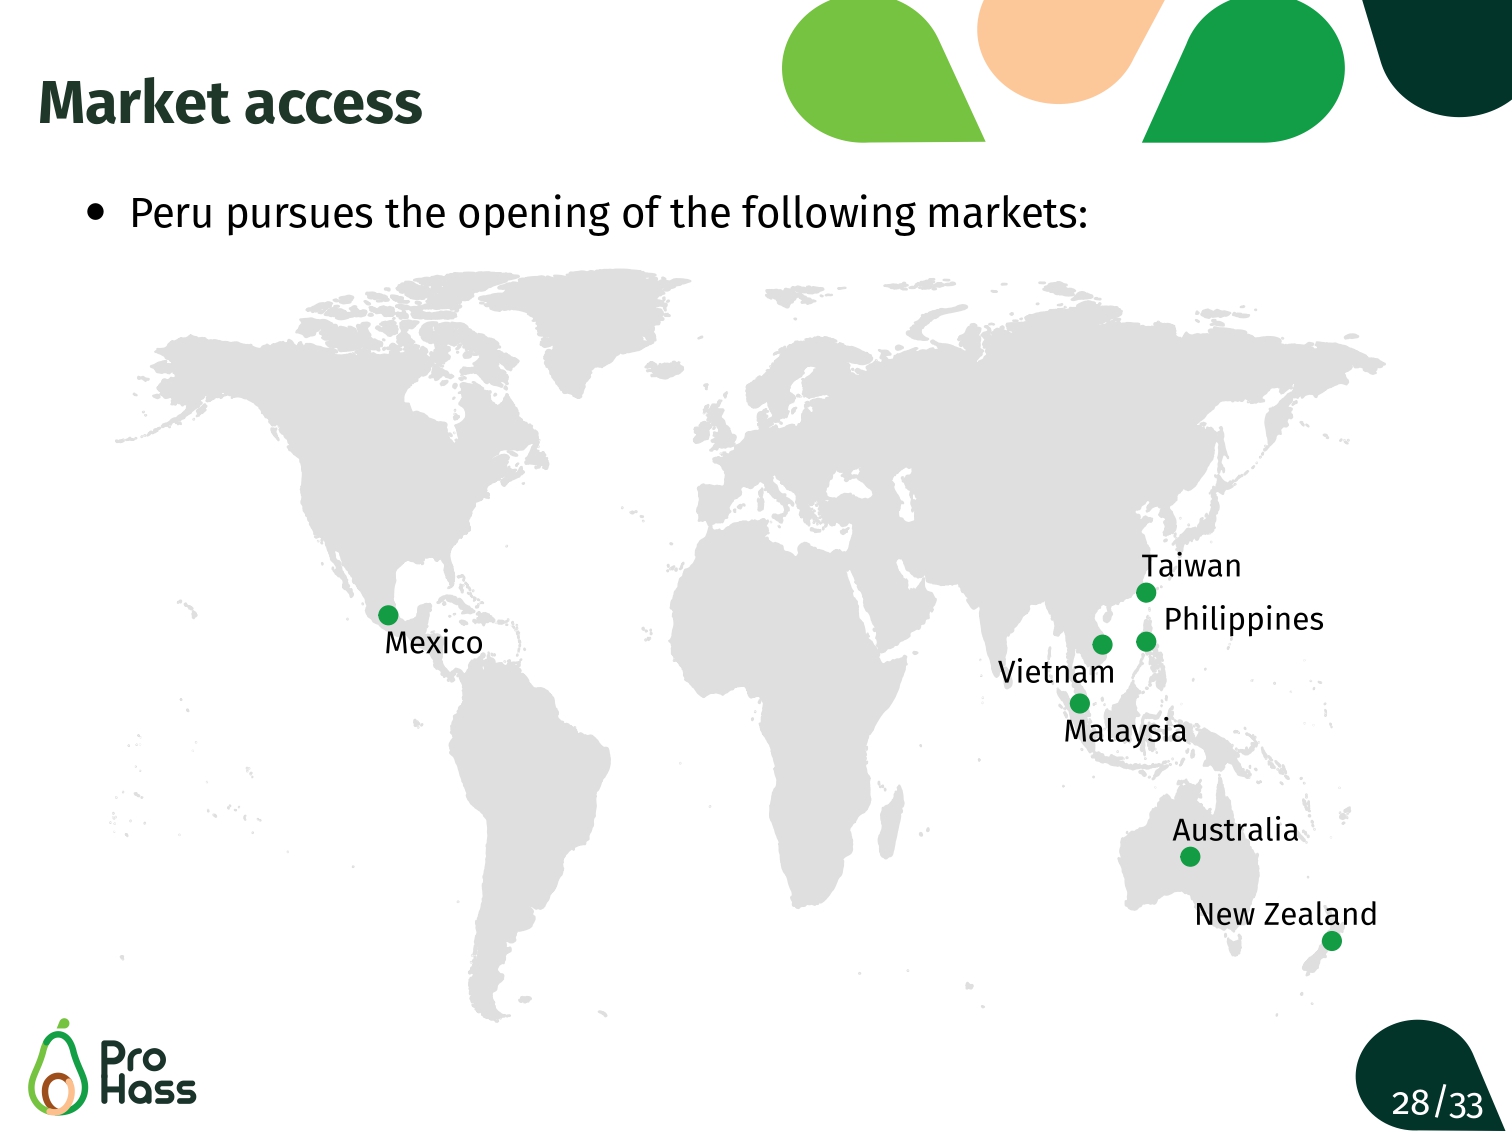 Market access
• Peru pursues the opening of the following markets:
Taiwan
Philippines
Mexico
Vietnam
Malaysia
Australia
New Zealand
Pro
Hass
28/33